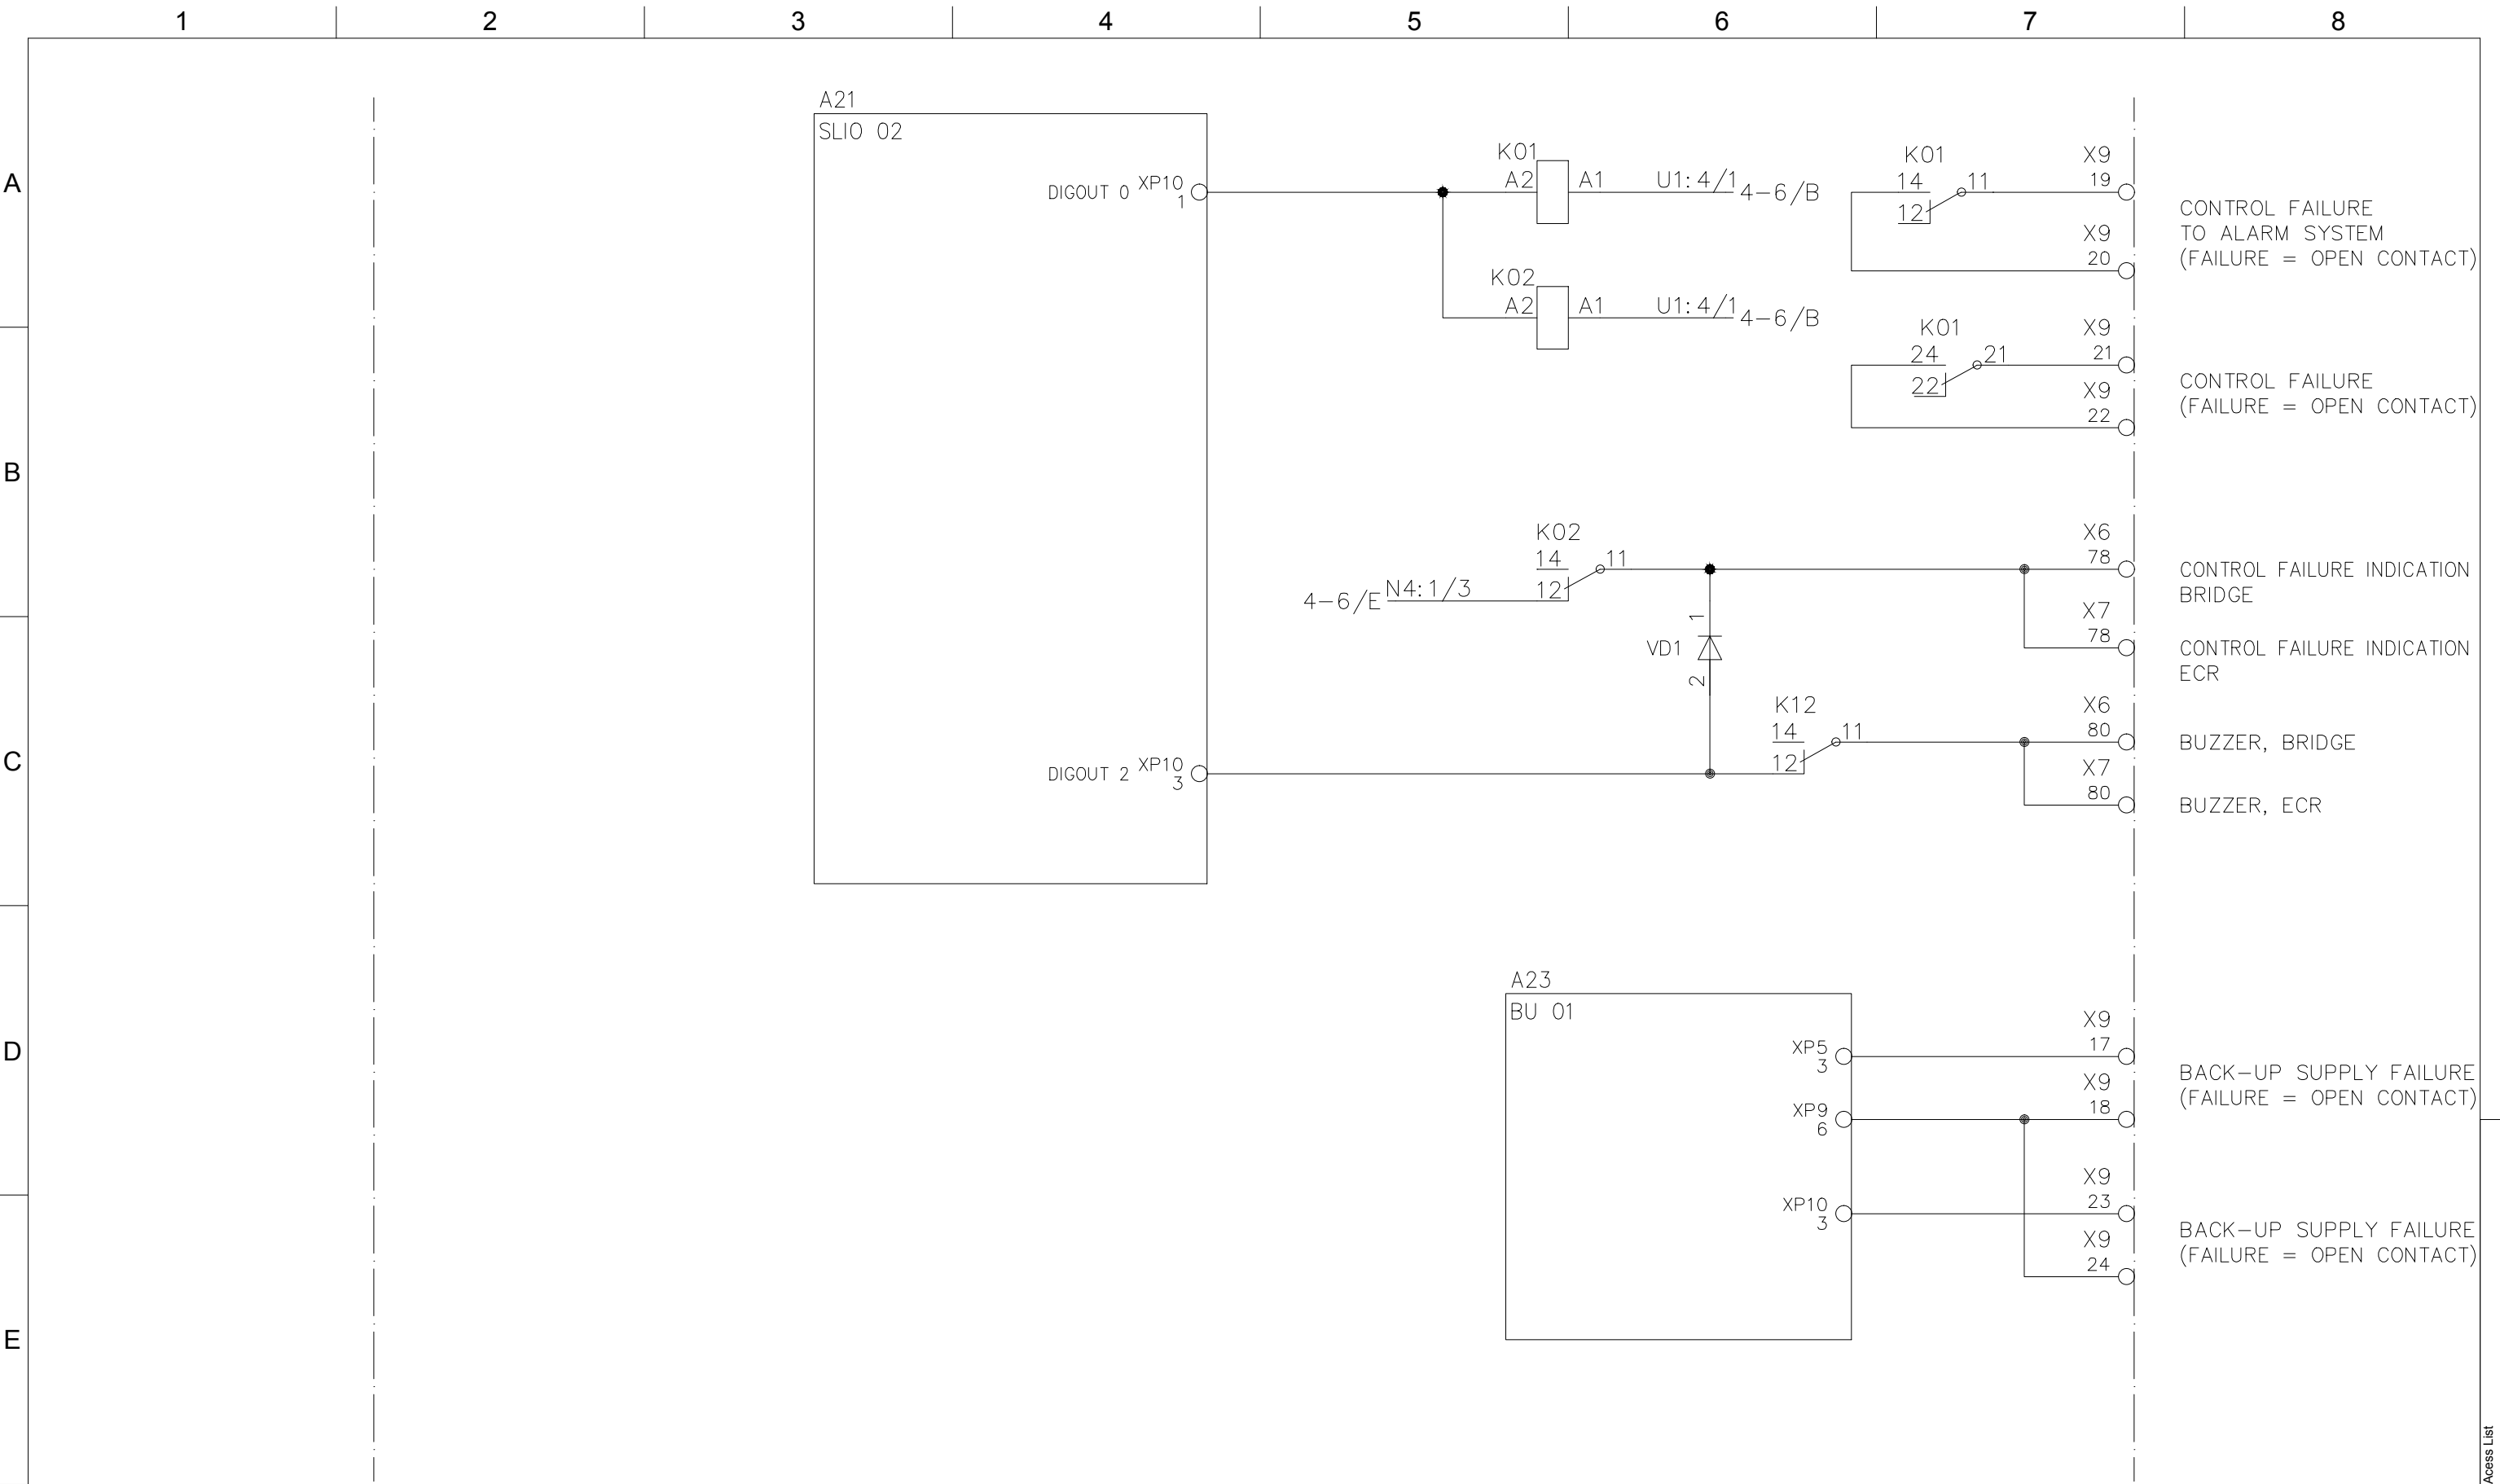 1 2 3 4 5 6 7 8
A
B
C
D
E
A21
SLIO 02
DIGOUT 0 XP10
1
K01
A2 A1 U1:4/1 4-6/B
K02
A2 A1 U1:4/1 4-6/B
K01
14 11
12
X9
19
X9
20
CONTROL FAILURE
TO ALARM SYSTEM
(FAILURE = OPEN CONTACT)
K01
24 21
22
X9
21
X9
22
CONTROL FAILURE
(FAILURE = OPEN CONTACT)
K02
14 11
4-6/E N4:1/3 12
X6
78
CONTROL FAILURE INDICATION
BRIDGE
X7
78
CONTROL FAILURE INDICATION
ECR
1
VD1
2
K12
14 11
12
DIGOUT 2 XP10
3
X6
80
BUZZER, BRIDGE
X7
80
BUZZER, ECR
A23
BU 01
XP5
3
XP9
6
XP10
3
X9
17
X9
18
BACK-UP SUPPLY FAILURE
(FAILURE = OPEN CONTACT)
X9
23
X9
24
BACK-UP SUPPLY FAILURE
(FAILURE = OPEN CONTACT)
Acess List